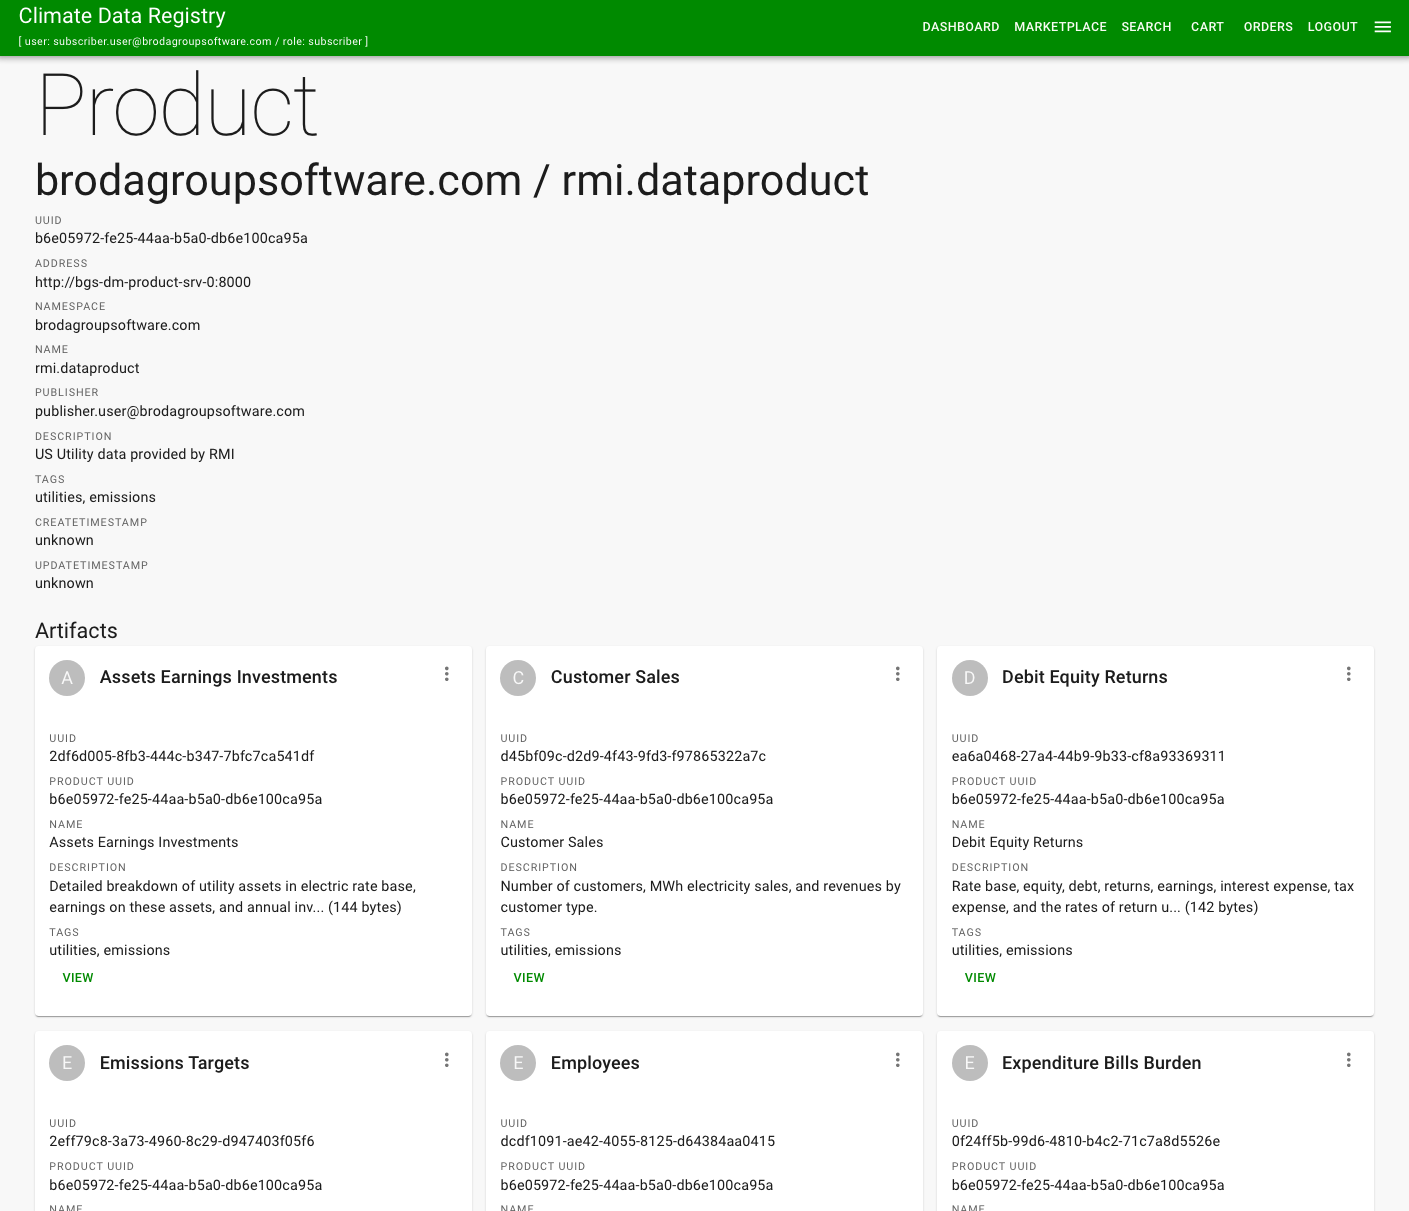 Climate Data Registry
[ user: subscriber.user@brodagroupsoftware.com / role: subscriber ]
DASHBOARD MARKETPLACE SEARCH CART ORDERS LOGOUT
Product
brodagroupsoftware.com / rmi.dataproduct
UUID
b6e05972-fe25-44aa-b5a0-db6e100ca95a
ADDRESS
http://bgs-dm-product-srv-0:8000
NAMESPACE
brodagroupsoftware.com
NAME
rmi.dataproduct
PUBLISHER
publisher.user@brodagroupsoftware.com
DESCRIPTION
US Utility data provided by RMI
TAGS
utilities, emissions
CREATETIMESTAMP
unknown
UPDATETIMESTAMP
unknown
Artifacts
A
Assets Earnings Investments
UUID
2df6d005-8fb3-444c-b347-7bfc7ca541df
PRODUCT UUID
b6e05972-fe25-44aa-b5a0-db6e100ca95a
NAME
Assets Earnings Investments
DESCRIPTION
Detailed breakdown of utility assets in electric rate base,
earnings on these assets, and annual inv... (144 bytes)
TAGS
utilities, emissions
VIEW
C
Customer Sales
UUID
d45bf09c-d2d9-4f43-9fd3-f97865322a7c
PRODUCT UUID
b6e05972-fe25-44aa-b5a0-db6e100ca95a
NAME
Customer Sales
DESCRIPTION
Number of customers, MWh electricity sales, and revenues by
customer type.
TAGS
utilities, emissions
VIEW
D
Debit Equity Returns
UUID
ea6a0468-27a4-44b9-9b33-cf8a93369311
PRODUCT UUID
b6e05972-fe25-44aa-b5a0-db6e100ca95a
NAME
Debit Equity Returns
DESCRIPTION
Rate base, equity, debt, returns, earnings, interest expense, tax
expense, and the rates of return u... (142 bytes)
TAGS
utilities, emissions
VIEW
E
Emissions Targets
UUID
2eff79c8-3a73-4960-8c29-d947403f05f6
PRODUCT UUID
b6e05972-fe25-44aa-b5a0-db6e100ca95a
NAME
E
Employees
UUID
dcdf1091-ae42-4055-8125-d64384aa0415
PRODUCT UUID
b6e05972-fe25-44aa-b5a0-db6e100ca95a
NAME
E
Expenditure Bills Burden
UUID
0f24ff5b-99d6-4810-b4c2-71c7a8d5526e
PRODUCT UUID
b6e05972-fe25-44aa-b5a0-db6e100ca95a
NAME